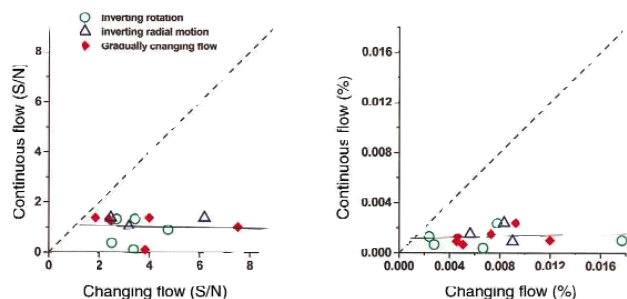 Inverting rotation
Inverting radial motion
Gradually changing flow
Continuous flow (S/N)
8
6
4
2
0
0 2 4 6 8
Changing flow (S/N)
Continuous flow (%)
0.016
0.012
0.008
0.004
0.000
0.000 0.004 0.008 0.012 0.016
Changing flow (%)